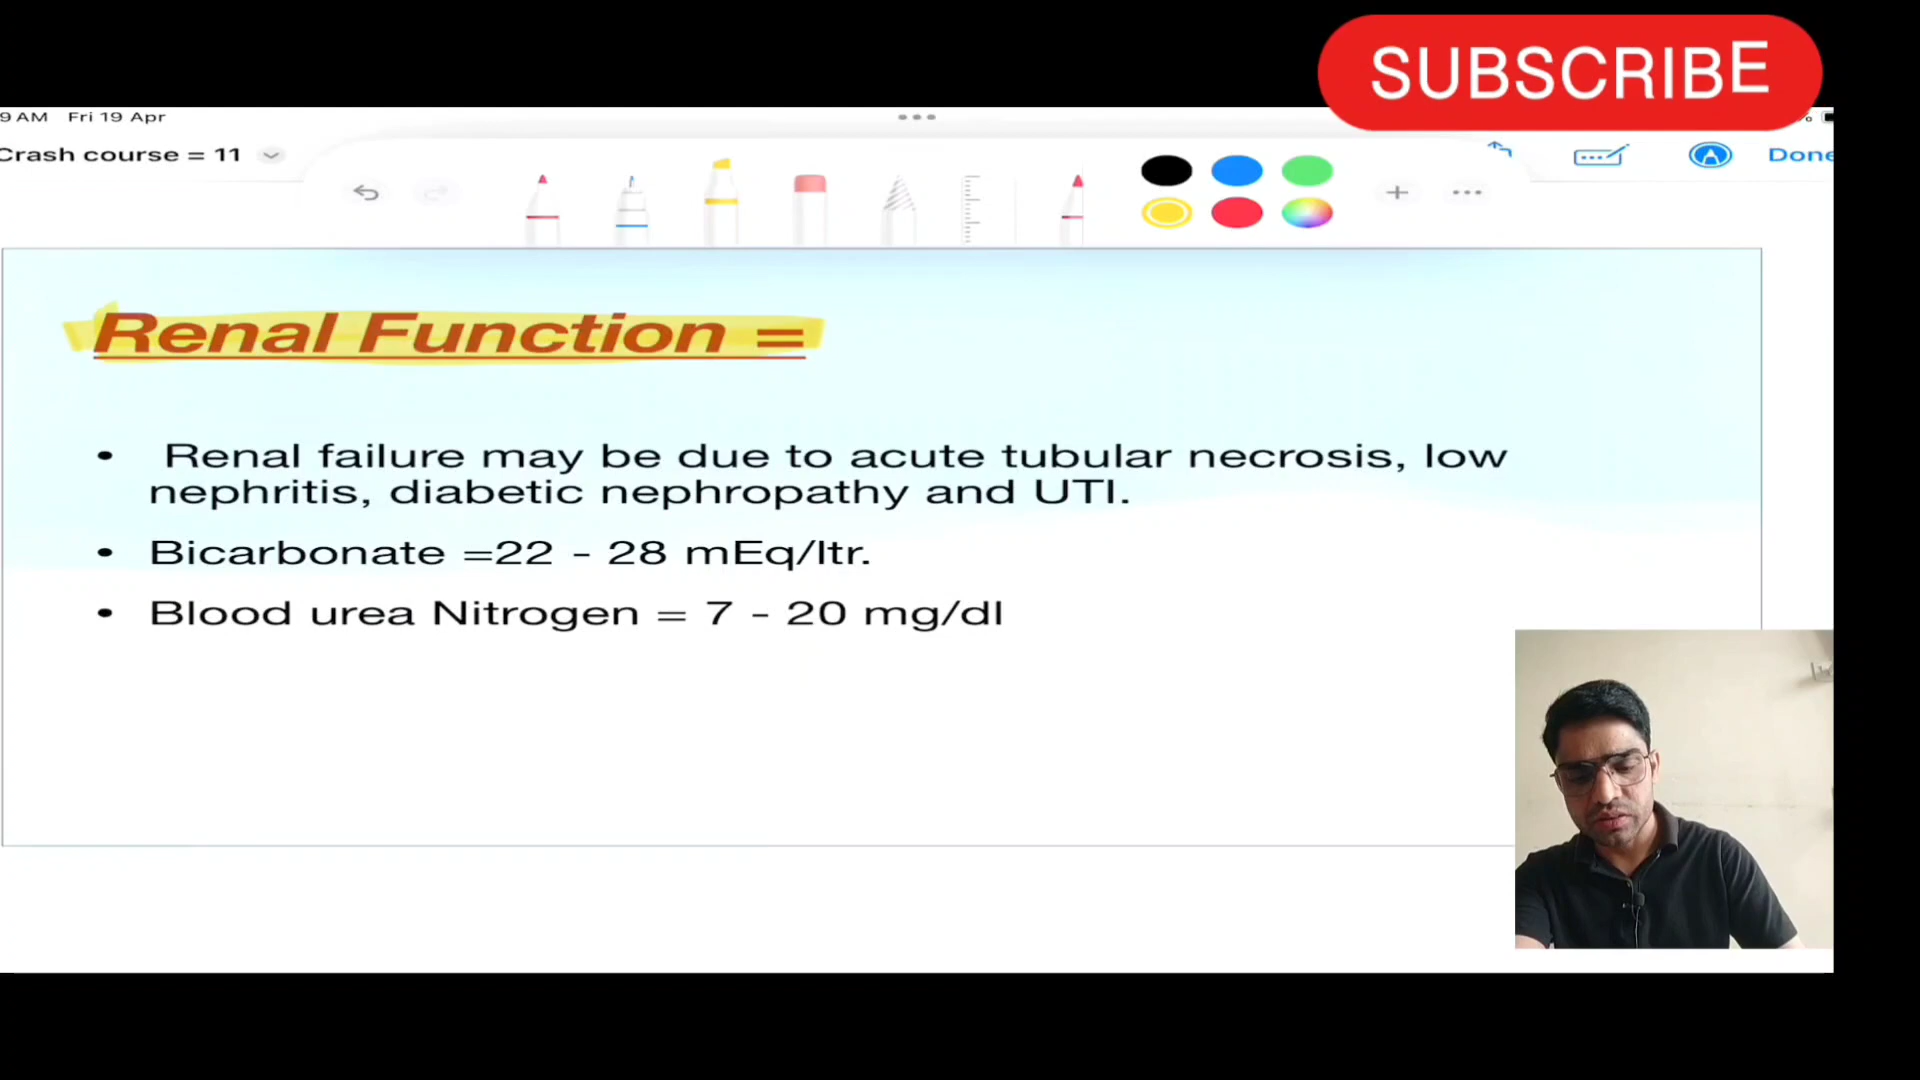 SUBSCRIBE
9 AM Fri 19 Apr
Crash course = 11
Done
Renal Function =
• Renal failure may be due to acute tubular necrosis, low
nephritis, diabetic nephropathy and UTI.
• Bicarbonate =22 - 28 mEq/ltr.
• Blood urea Nitrogen = 7 - 20 mg/dl